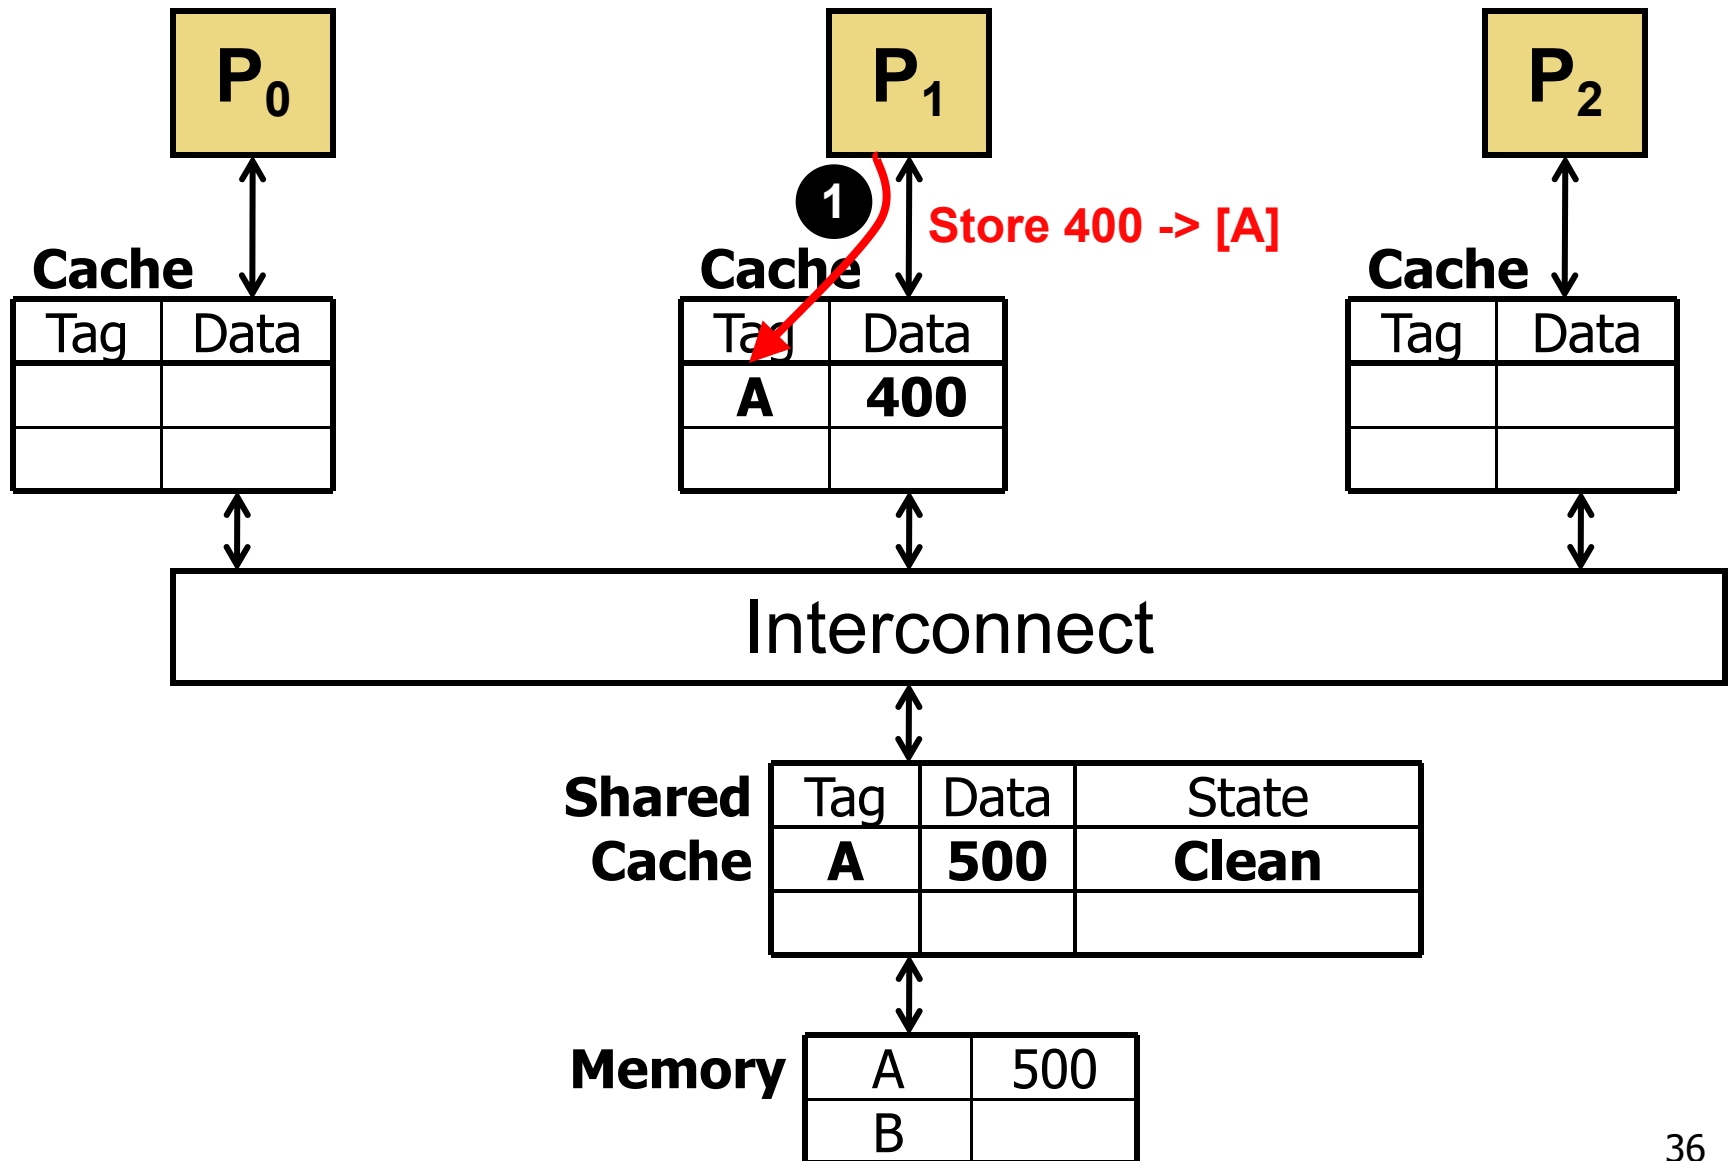 P0 P1 P2
1
Store 400 -> [A]
Cache Cache Cache
Tag Data Tag Data Tag Data
A 400
Interconnect
Shared Tag Data State
Cache A 500 Clean
Memory A 500
B
36